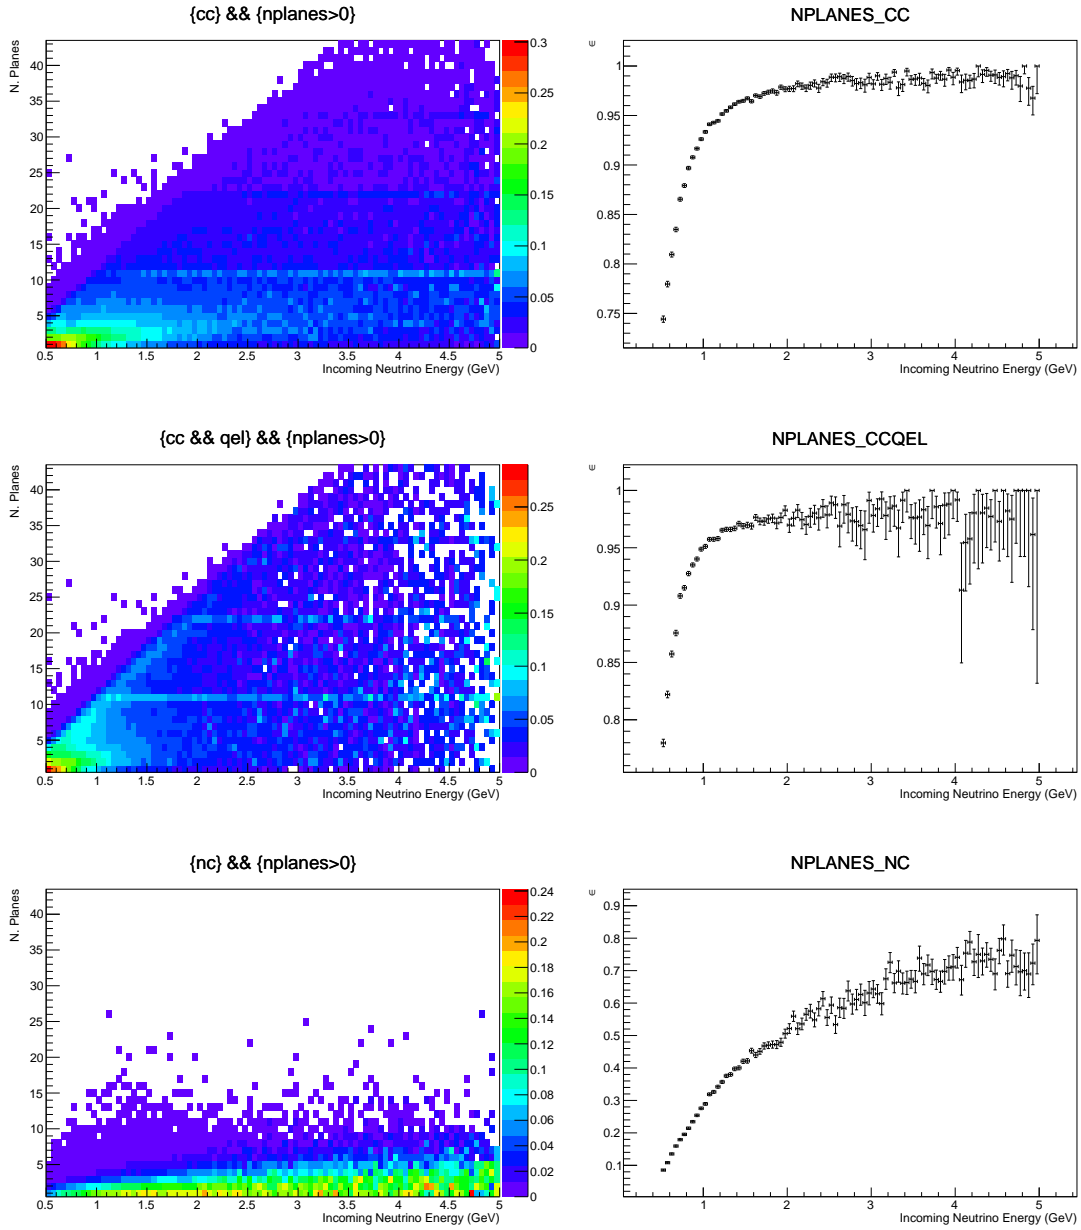 {cc} && {nplanes>0}
N. Planes
40
35
30
25
20
15
10
5
0.5 1 1.5 2 2.5 3 3.5 4 4.5 5
Incoming Neutrino Energy (GeV)
0.3
0.25
0.2
0.15
0.1
0.05
0
NPLANES_CC
ε
1
0.95
0.9
0.85
0.8
0.75
1 2 3 4 5
Incoming Neutrino Energy (GeV)
{cc && qel} && {nplanes>0}
N. Planes
40
35
30
25
20
15
10
5
0.5 1 1.5 2 2.5 3 3.5 4 4.5 5
Incoming Neutrino Energy (GeV)
0.25
0.2
0.15
0.1
0.05
0
NPLANES_CCQEL
ε
1
0.95
0.9
0.85
0.8
1 2 3 4 5
Incoming Neutrino Energy (GeV)
{nc} && {nplanes>0}
N. Planes
40
35
30
25
20
15
10
5
0.5 1 1.5 2 2.5 3 3.5 4 4.5 5
Incoming Neutrino Energy (GeV)
0.24
0.22
0.2
0.18
0.16
0.14
0.12
0.1
0.08
0.06
0.04
0.02
0
NPLANES_NC
ε
0.9
0.8
0.7
0.6
0.5
0.4
0.3
0.2
0.1
1 2 3 4 5
Incoming Neutrino Energy (GeV)